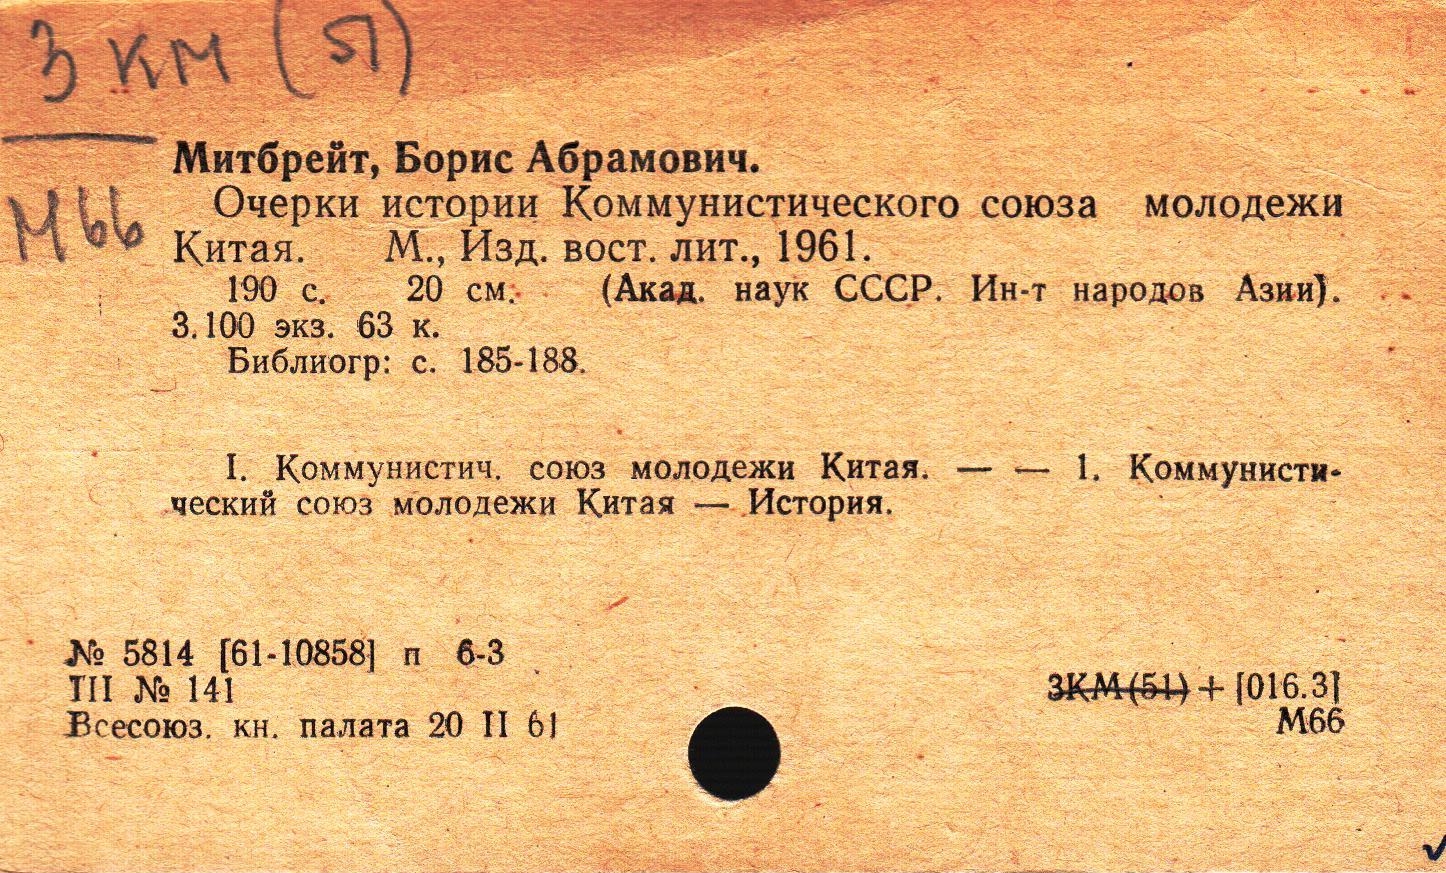 3 КМ (51)
М66
Митбрейт, Борис Абрамович.
Очерки истории Коммунистического союза молодежи
Китая. М., Изд. вост. лит., 1961.
190 с. 20 см. (Акад. наук СССР. Ин-т народов Азии).
3.100 экз. 63 к.
Библиогр: с. 185-188.
I. Коммунистич. союз молодежи Китая. — — 1. Коммунисти-
ческий союз молодежи Китая — История.
№ 5814 [61-10858] п 6-3
ТП № 141
Всесоюз. кн. палата 20 II 61
3КМ(51) + [016.3]
М66